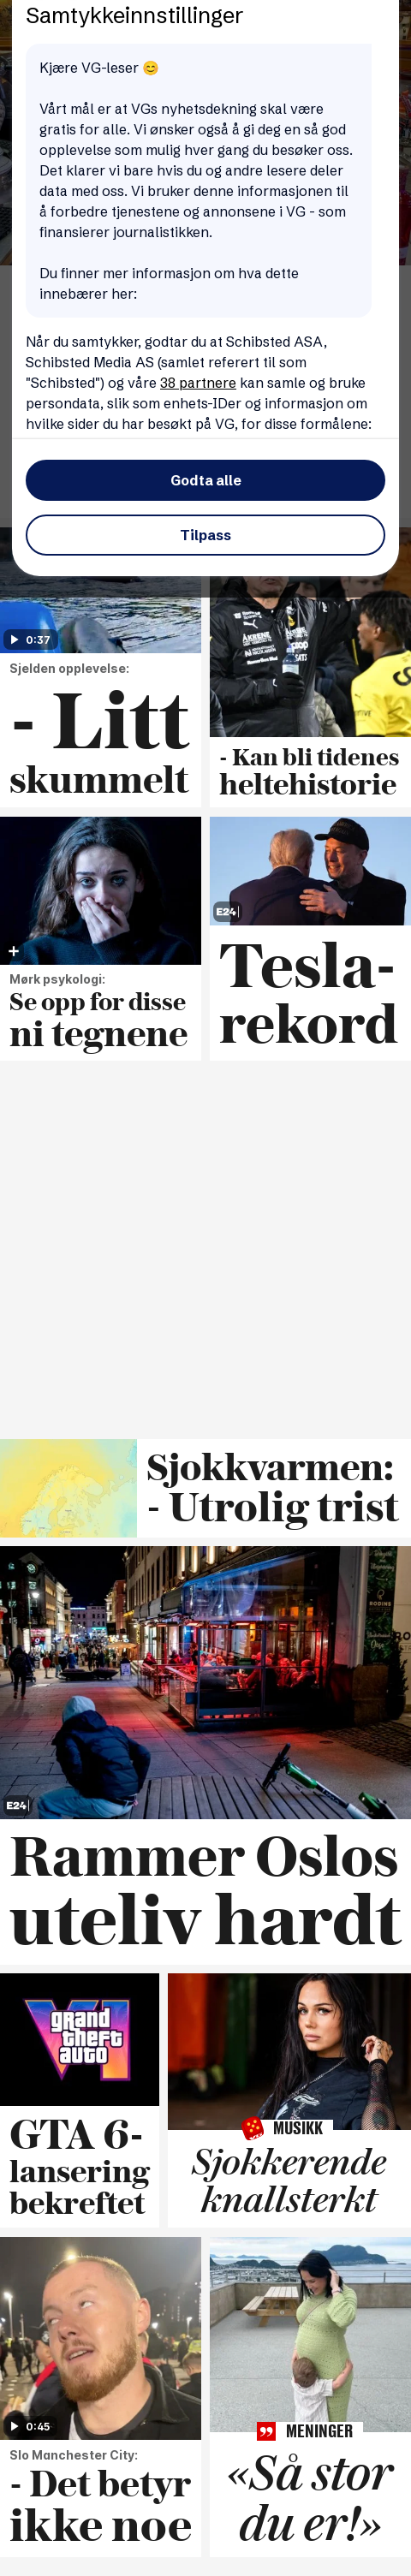 Samtykkeinnstillinger
Kjære VG-leser 😊
Vårt mål er at VGs nyhetsdekning skal være
gratis for alle. Vi ønsker også å gi deg en så god
opplevelse som mulig hver gang du besøker oss.
Det klarer vi bare hvis du og andre lesere deler
data med oss. Vi bruker denne informasjonen til
å forbedre tjenestene og annonsene i VG - som
finansierer journalistikken.
Du finner mer informasjon om hva dette
innebærer her:
Når du samtykker, godtar du at Schibsted ASA,
Schibsted Media AS (samlet referert til som
"Schibsted") og våre 38 partnere kan samle og bruke
persondata, slik som enhets-IDer og informasjon om
hvilke sider du har besøkt på VG, for disse formålene:
Godta alle
Tilpass
0:37
Sjelden opplevelse:
- Litt
skummelt
- Kan bli tidenes
heltehistorie
Mørk psykologi:
Se opp for disse
ni tegnene
E24
Tesla-
rekord
Sjokkvarmen:
- Utrolig trist
E24
Rammer Oslos
uteliv hardt
grand
theft
auto
VI
GTA 6-
lansering
bekreftet
MUSIKK
Sjokkerende
knallsterkt
0:45
Slo Manchester City:
- Det betyr
ikke noe
MENINGER
«Så stor
du er!»